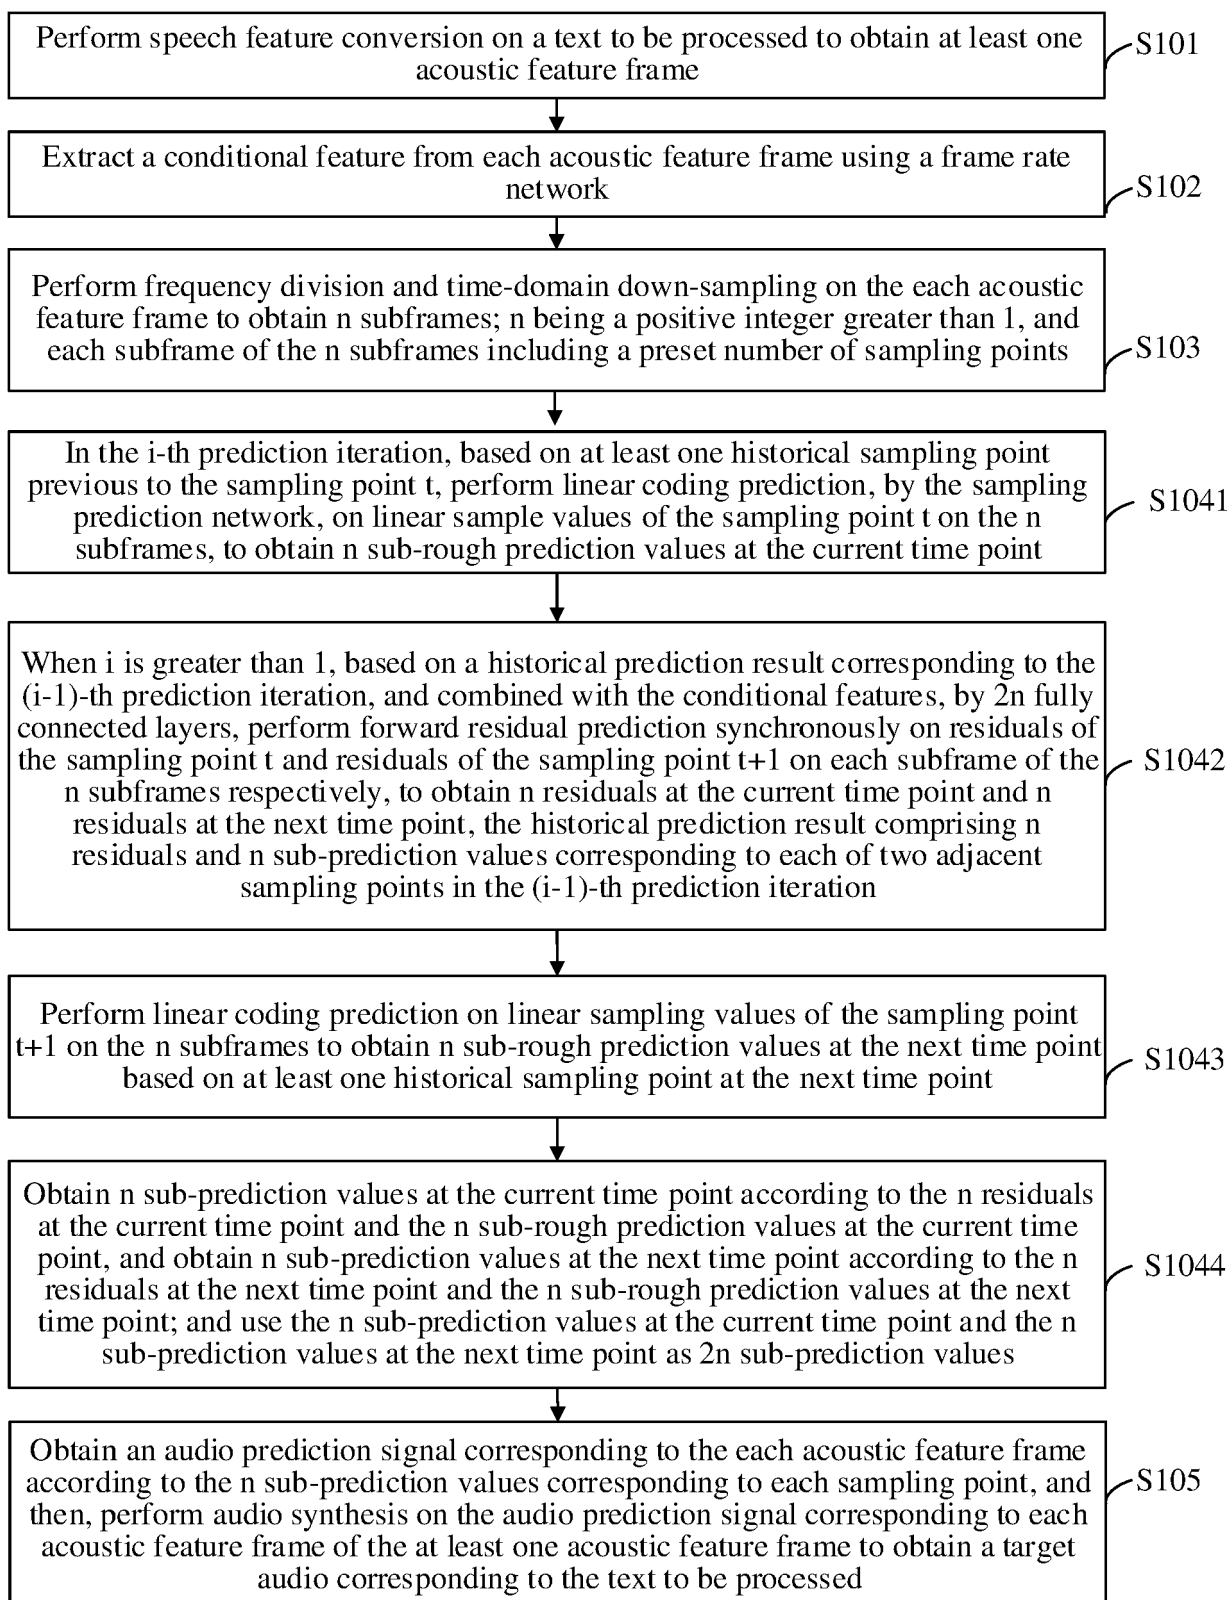 Perform speech feature conversion on a text to be processed to obtain at least one
acoustic feature frame
S101
Extract a conditional feature from each acoustic feature frame using a frame rate
network
S102
Perform frequency division and time-domain down-sampling on the each acoustic
feature frame to obtain n subframes; n being a positive integer greater than 1, and
each subframe of the n subframes including a preset number of sampling points
S103
In the i-th prediction iteration, based on at least one historical sampling point
previous to the sampling point t, perform linear coding prediction, by the sampling
prediction network, on linear sample values of the sampling point t on the n
subframes, to obtain n sub-rough prediction values at the current time point
S1041
When i is greater than 1, based on a historical prediction result corresponding to the
(i-1)-th prediction iteration, and combined with the conditional features, by 2n fully
connected layers, perform forward residual prediction synchronously on residuals of
the sampling point t and residuals of the sampling point t+1 on each subframe of the
n subframes respectively, to obtain n residuals at the current time point and n
residuals at the next time point, the historical prediction result comprising n
residuals and n sub-prediction values corresponding to each of two adjacent
sampling points in the (i-1)-th prediction iteration
S1042
Perform linear coding prediction on linear sampling values of the sampling point
t+1 on the n subframes to obtain n sub-rough prediction values at the next time point
based on at least one historical sampling point at the next time point
S1043
Obtain n sub-prediction values at the current time point according to the n residuals
at the current time point and the n sub-rough prediction values at the current time
point, and obtain n sub-prediction values at the next time point according to the n
residuals at the next time point and the n sub-rough prediction values at the next
time point; and use the n sub-prediction values at the current time point and the n
sub-prediction values at the next time point as 2n sub-prediction values
S1044
Obtain an audio prediction signal corresponding to the each acoustic feature frame
according to the n sub-prediction values corresponding to each sampling point, and
then, perform audio synthesis on the audio prediction signal corresponding to each
acoustic feature frame of the at least one acoustic feature frame to obtain a target
audio corresponding to the text to be processed
S105